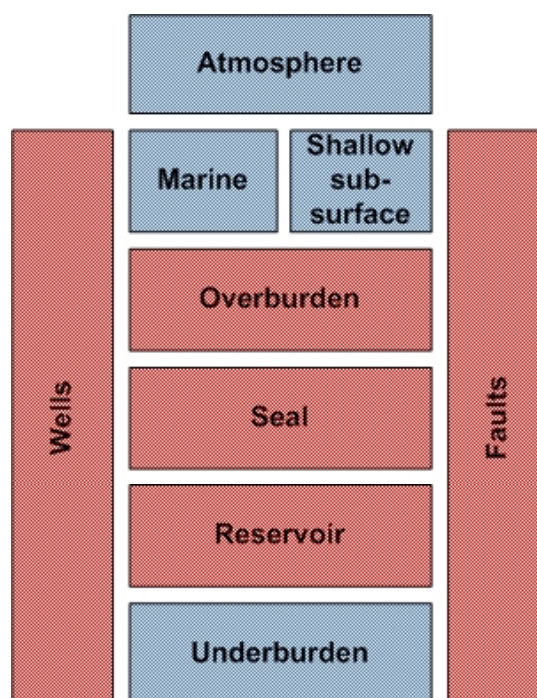 Atmosphere
Marine
Shallow
sub-
surface
Overburden
Seal
Reservoir
Underburden
Wells
Faults